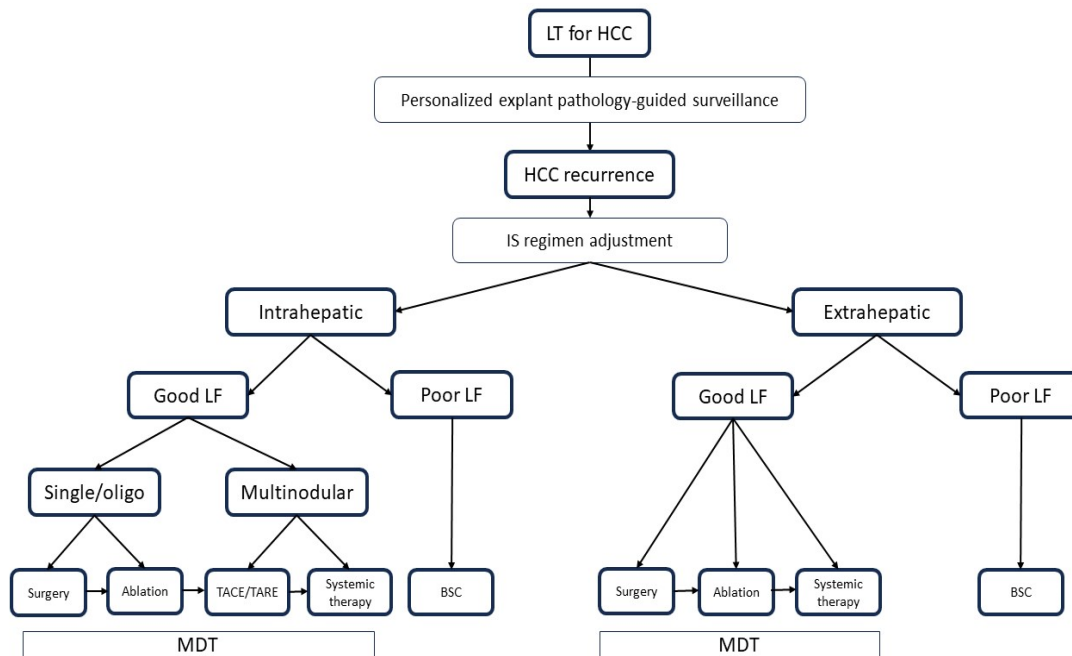 LT for HCC
Personalized explant pathology-guided surveillance
HCC recurrence
IS regimen adjustment
Intrahepatic
Extrahepatic
Good LF
Poor LF
Good LF
Poor LF
Single/oligo
Multinodular
Surgery
Ablation
TACE/TARE
Systemic
therapy
BSC
Surgery
Ablation
Systemic
therapy
BSC
MDT
MDT